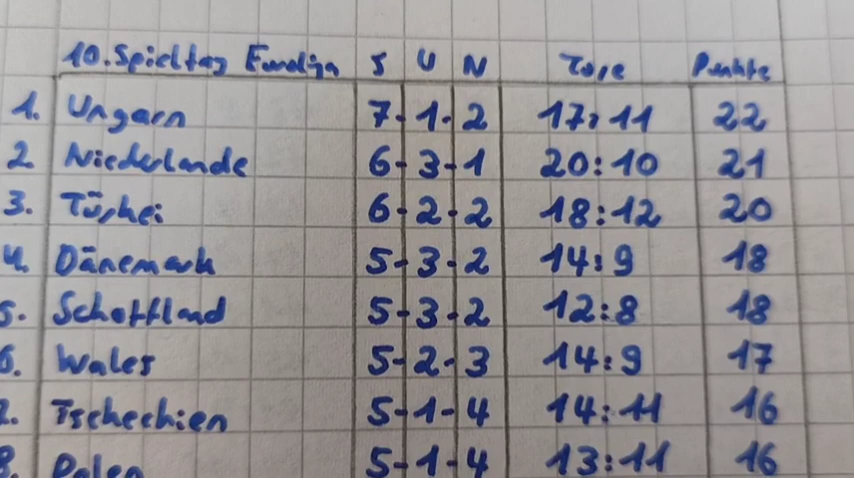 10. Spieltag Euroliga S U N Tore Punkte
1. Ungarn 7-1-2 17:11 22
2. Niederlande 6-3-1 20:10 21
3. Türkei 6-2-2 18:12 20
4. Dänemark 5-3-2 14:9 18
5. Schottland 5-3-2 12:8 18
6. Wales 5-2-3 14:9 17
7. Tschechien 5-1-4 14:11 16
8. Polen 5-1-4 13:11 16